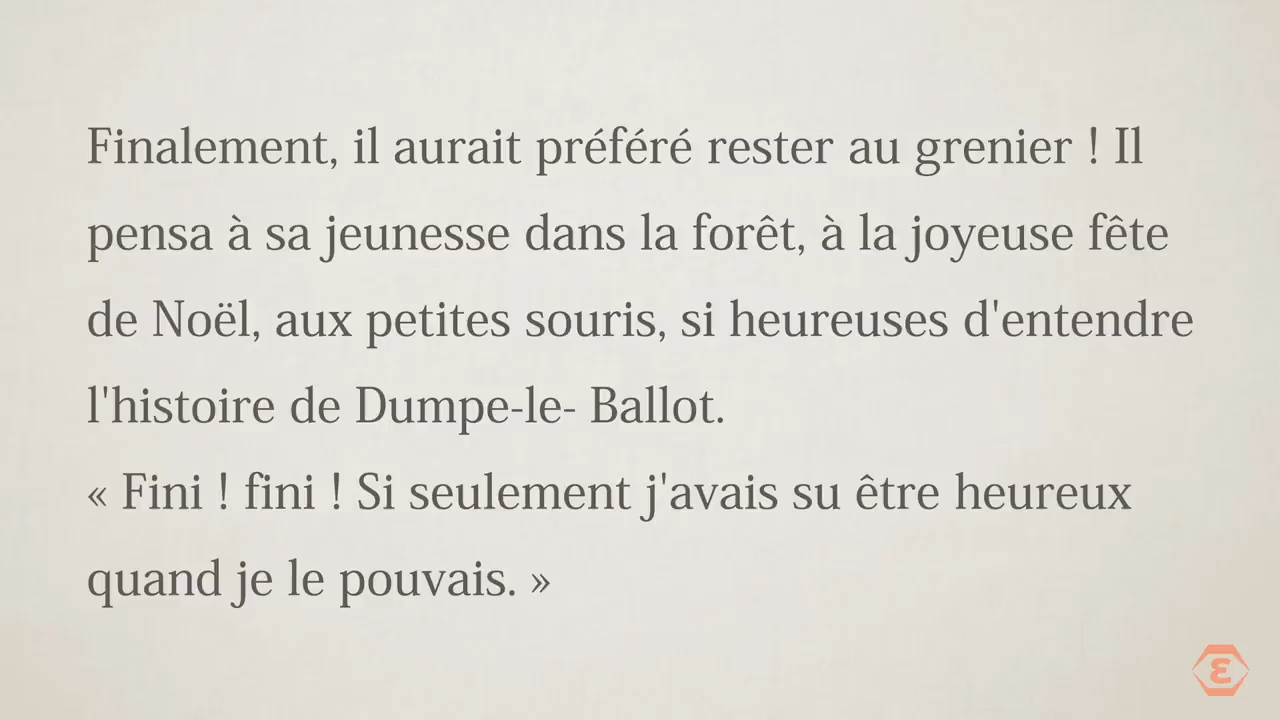 Finalement, il aurait préféré rester au grenier ! Il
pensa à sa jeunesse dans la forêt, à la joyeuse fête
de Noël, aux petites souris, si heureuses d'entendre
l'histoire de Dumpe-le- Ballot.
« Fini ! fini ! Si seulement j'avais su être heureux
quand je le pouvais. »
ε